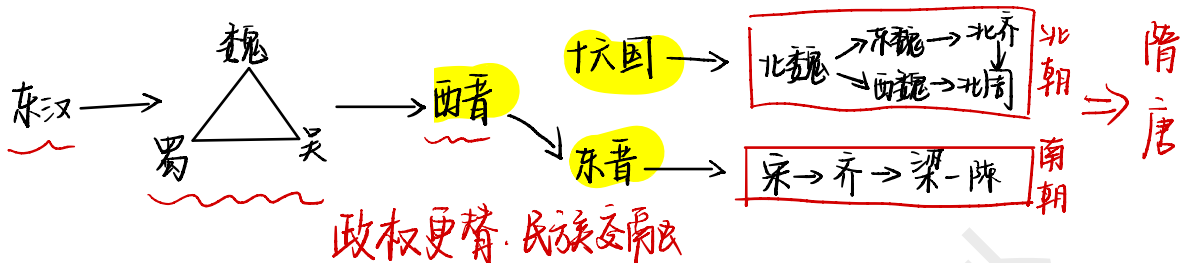 东汉 → 魏 蜀 吴 → 西晋
十六国 → 北魏 → 东魏 → 北齐
→ 西魏 → 北周
北朝
东晋 → 宋 → 齐 → 梁 - 陈
南朝
⇒ 隋唐
政权更替.民族交融